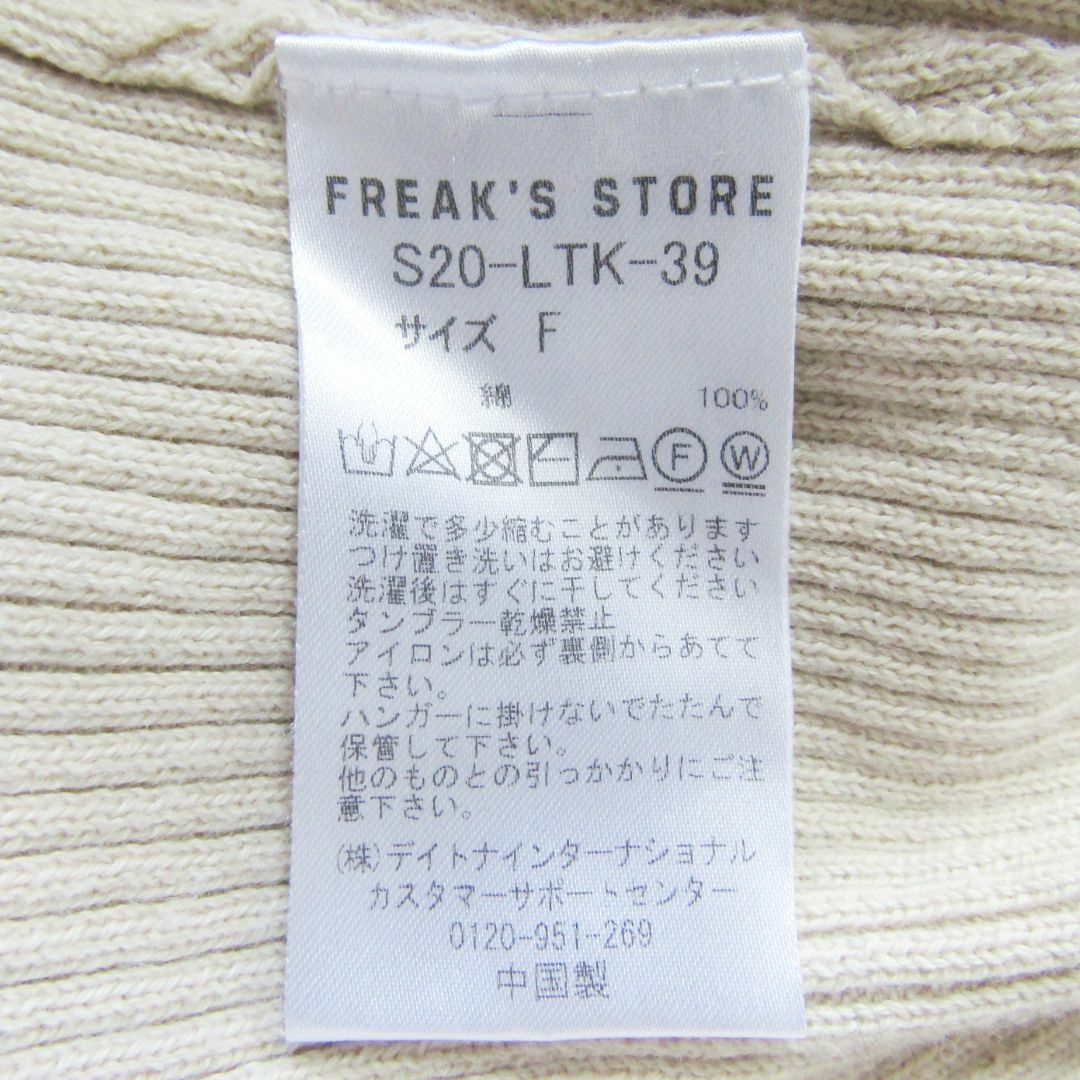 FREAK'S STORE
S20-LTK-39
サイズ F
綿 100%
F W
洗濯で多少縮むことがあります
つけ置き洗いはお避けください
洗濯後はすぐに干してください
タンブラー乾燥禁止
アイロンは必ず裏側からあてて
下さい。
ハンガーに掛けないでたたんで
保管して下さい。
他のものとの引っかかりにご注
意下さい。
(株)デイトナインターナショナル
カスタマーサポートセンター
0120-951-269
中国製